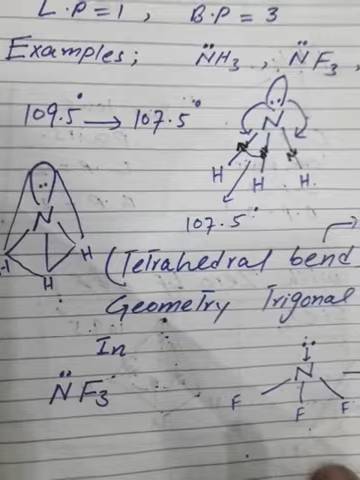 L.P = 1, B.P = 3
Examples; N̈H3, N̈F3,
109.5° → 107.5°
N
H H H
107.5°
N
H H
(Tetrahedral bend
Geometry Trigonal
In
N̈F3
N
F F F